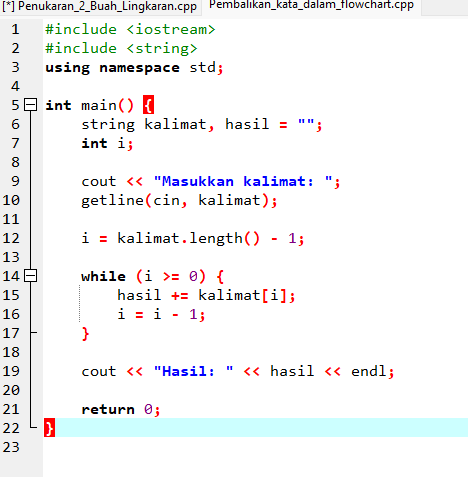 [*] Penukaran_2_Buah_Lingkaran.cpp Pembalikan_kata_dalam_flowchart.cpp
1 #include <iostream>
2 #include <string>
3 using namespace std;
4
5 int main() {
6 string kalimat, hasil = "";
7 int i;
8
9 cout << "Masukkan kalimat: ";
10 getline(cin, kalimat);
11
12 i = kalimat.length() - 1;
13
14 while (i >= 0) {
15 hasil += kalimat[i];
16 i = i - 1;
17 }
18
19 cout << "Hasil: " << hasil << endl;
20
21 return 0;
22 }
23